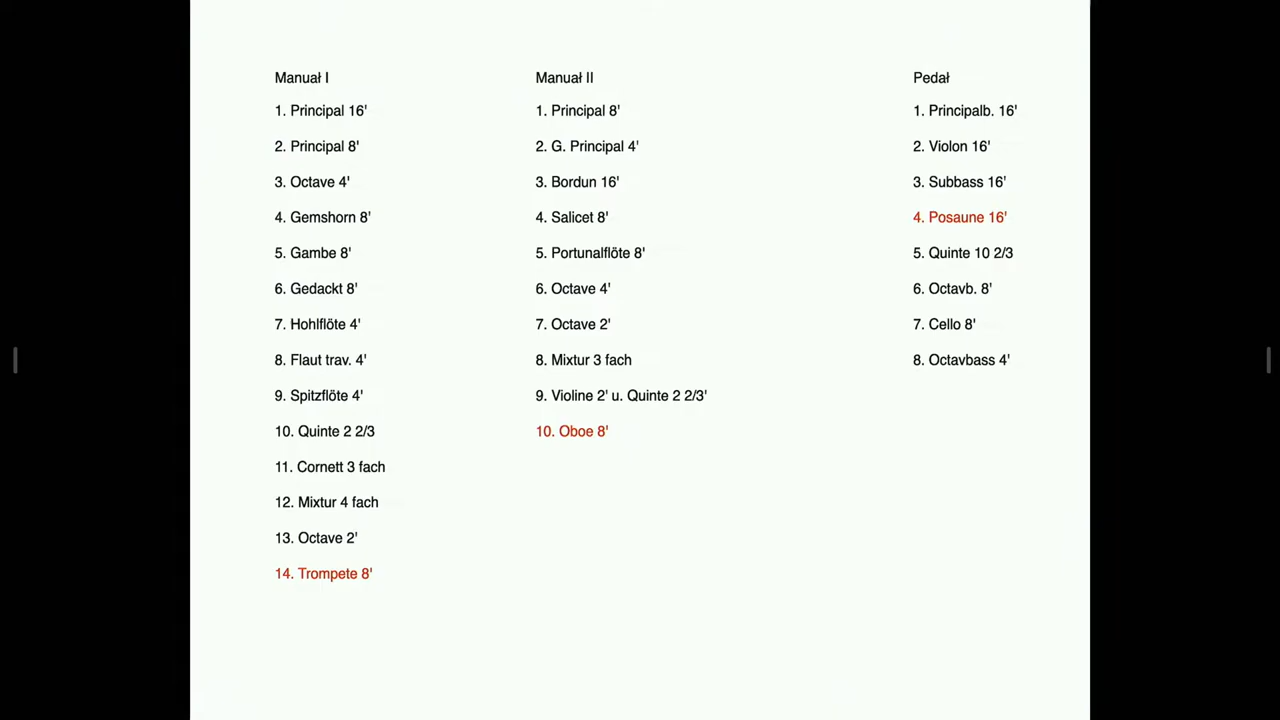 Manuał I
1. Principal 16'
2. Principal 8'
3. Octave 4'
4. Gemshorn 8'
5. Gambe 8'
6. Gedackt 8'
7. Hohlflöte 4'
8. Flaut trav. 4'
9. Spitzflöte 4'
10. Quinte 2 2/3
11. Cornett 3 fach
12. Mixtur 4 fach
13. Octave 2'
14. Trompete 8'
Manuał II
1. Principal 8'
2. G. Principal 4'
3. Bordun 16'
4. Salicet 8'
5. Portunalflöte 8'
6. Octave 4'
7. Octave 2'
8. Mixtur 3 fach
9. Violine 2' u. Quinte 2 2/3'
10. Oboe 8'
Pedał
1. Principalb. 16'
2. Violon 16'
3. Subbass 16'
4. Posaune 16'
5. Quinte 10 2/3
6. Octavb. 8'
7. Cello 8'
8. Octavbass 4'